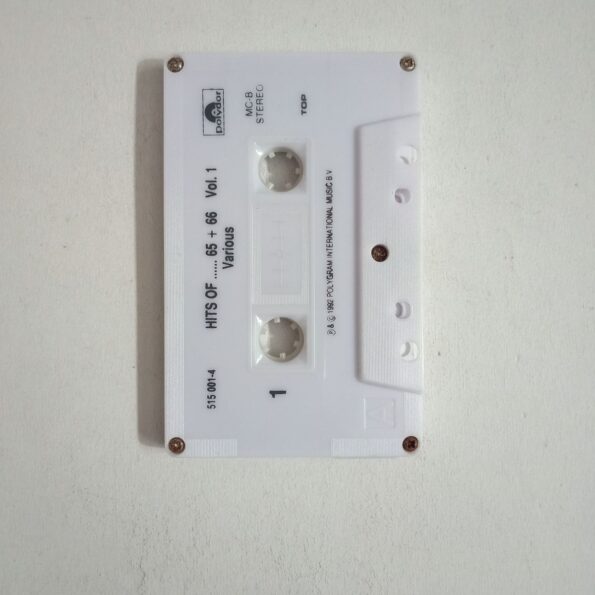 515 001-4
HITS OF ...... 65 + 66 Vol. 1
Various
polydor
MC-B
STEREO
TOP
1
℗ & © 1992 POLYGRAM INTERNATIONAL MUSIC B.V.
A